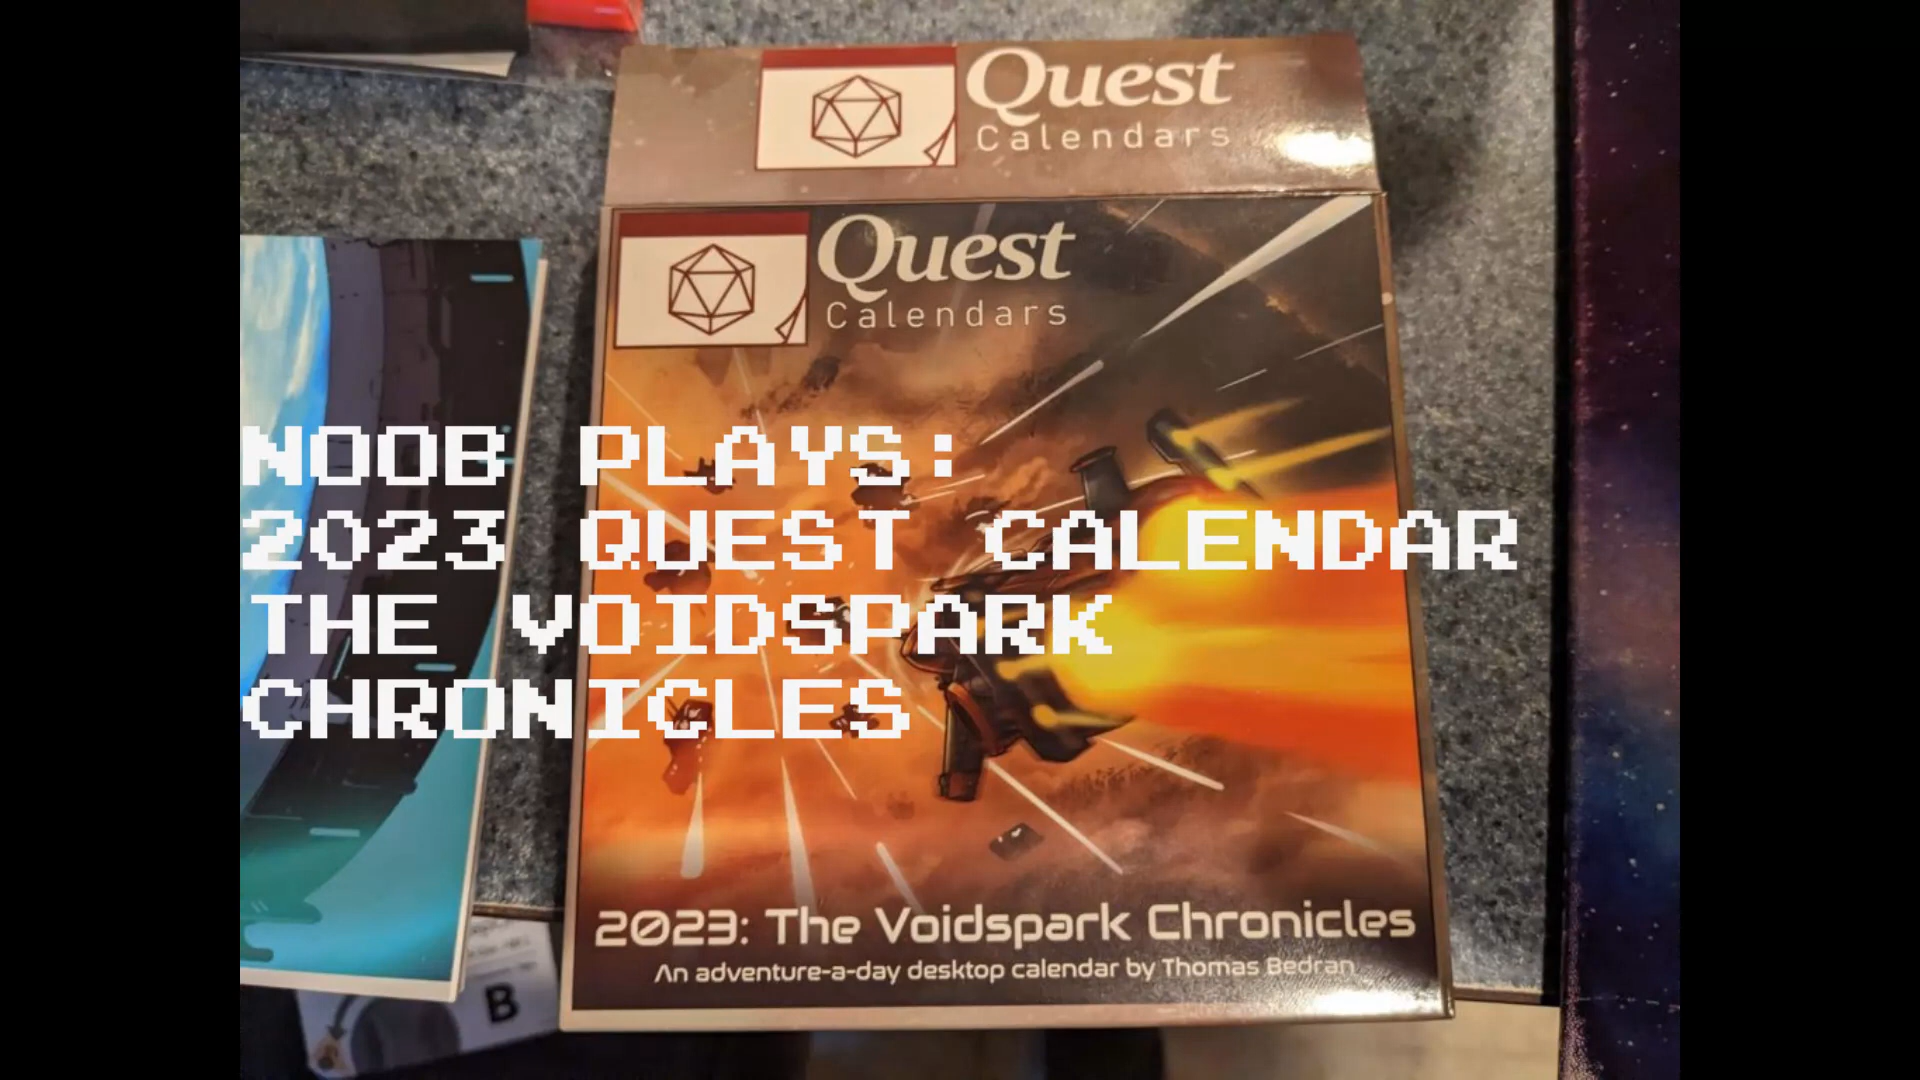 Quest
Calendars
Quest
Calendars
NOOB PLAYS:
2023 QUEST CALENDAR
THE VOIDSPARK
CHRONICLES
2023: The Voidspark Chronicles
An adventure-a-day desktop calendar by Thomas Bedran
B